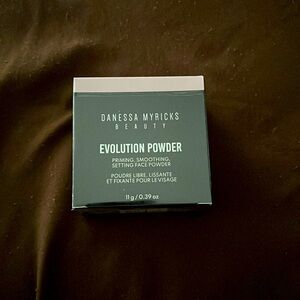 DANESSA MYRICKS
BEAUTY
EVOLUTION POWDER
PRIMING, SMOOTHING,
SETTING FACE POWDER
POUDRE LIBRE, LISSANTE
ET FIXANTE POUR LE VISAGE
11 g / 0.39 oz